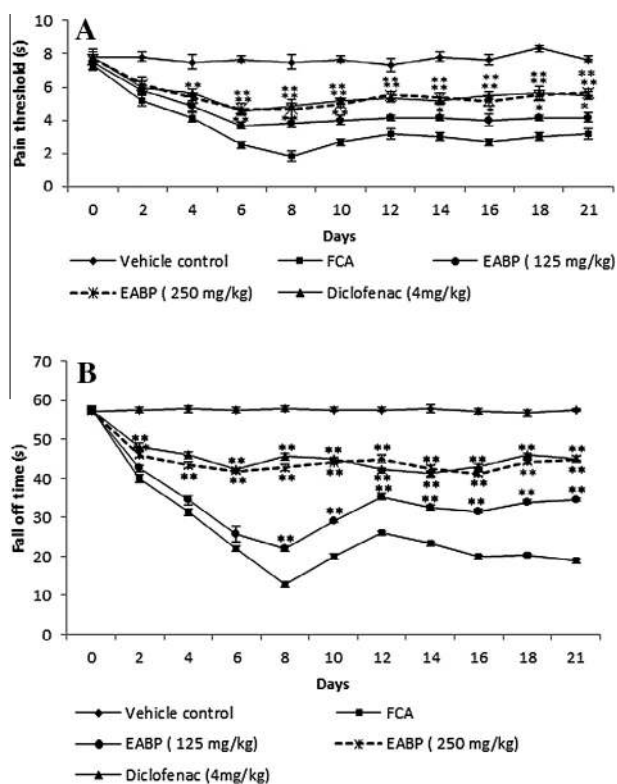 A
Pain threshold (s)
10
8
6
4
2
0
0 2 4 6 8 10 12 14 16 18 21
Days
Vehicle control FCA EABP ( 125 mg/kg)
EABP ( 250 mg/kg) Diclofenac (4mg/kg)
B
Fall off time (s)
70
60
50
40
30
20
10
0
0 2 4 6 8 10 12 14 16 18 21
Days
Vehicle control FCA
EABP ( 125 mg/kg) EABP ( 250 mg/kg)
Diclofenac (4mg/kg)